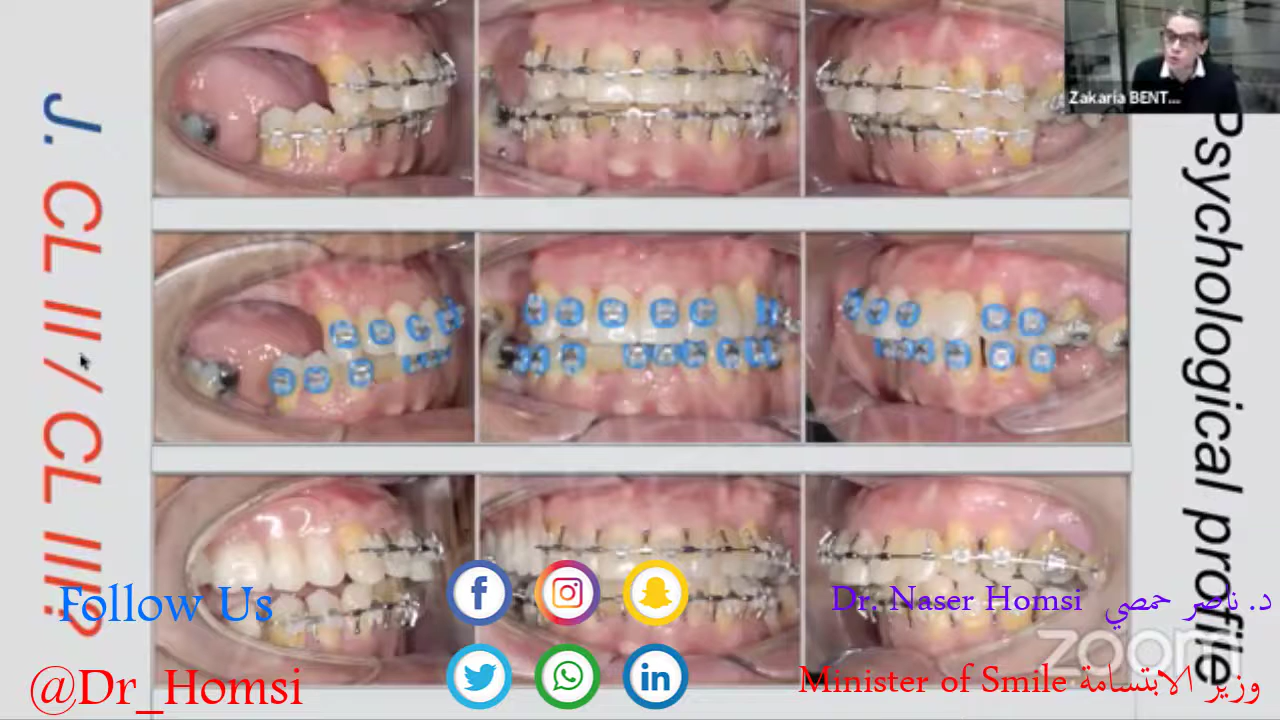 Zakaria BENT...
J. CL II / CL III?
Psychological profile
Follow Us
Dr. Naser Homsi د. ناصر حمصي
zoom
@Dr_Homsi
Minister of Smile وزير الابتسامة